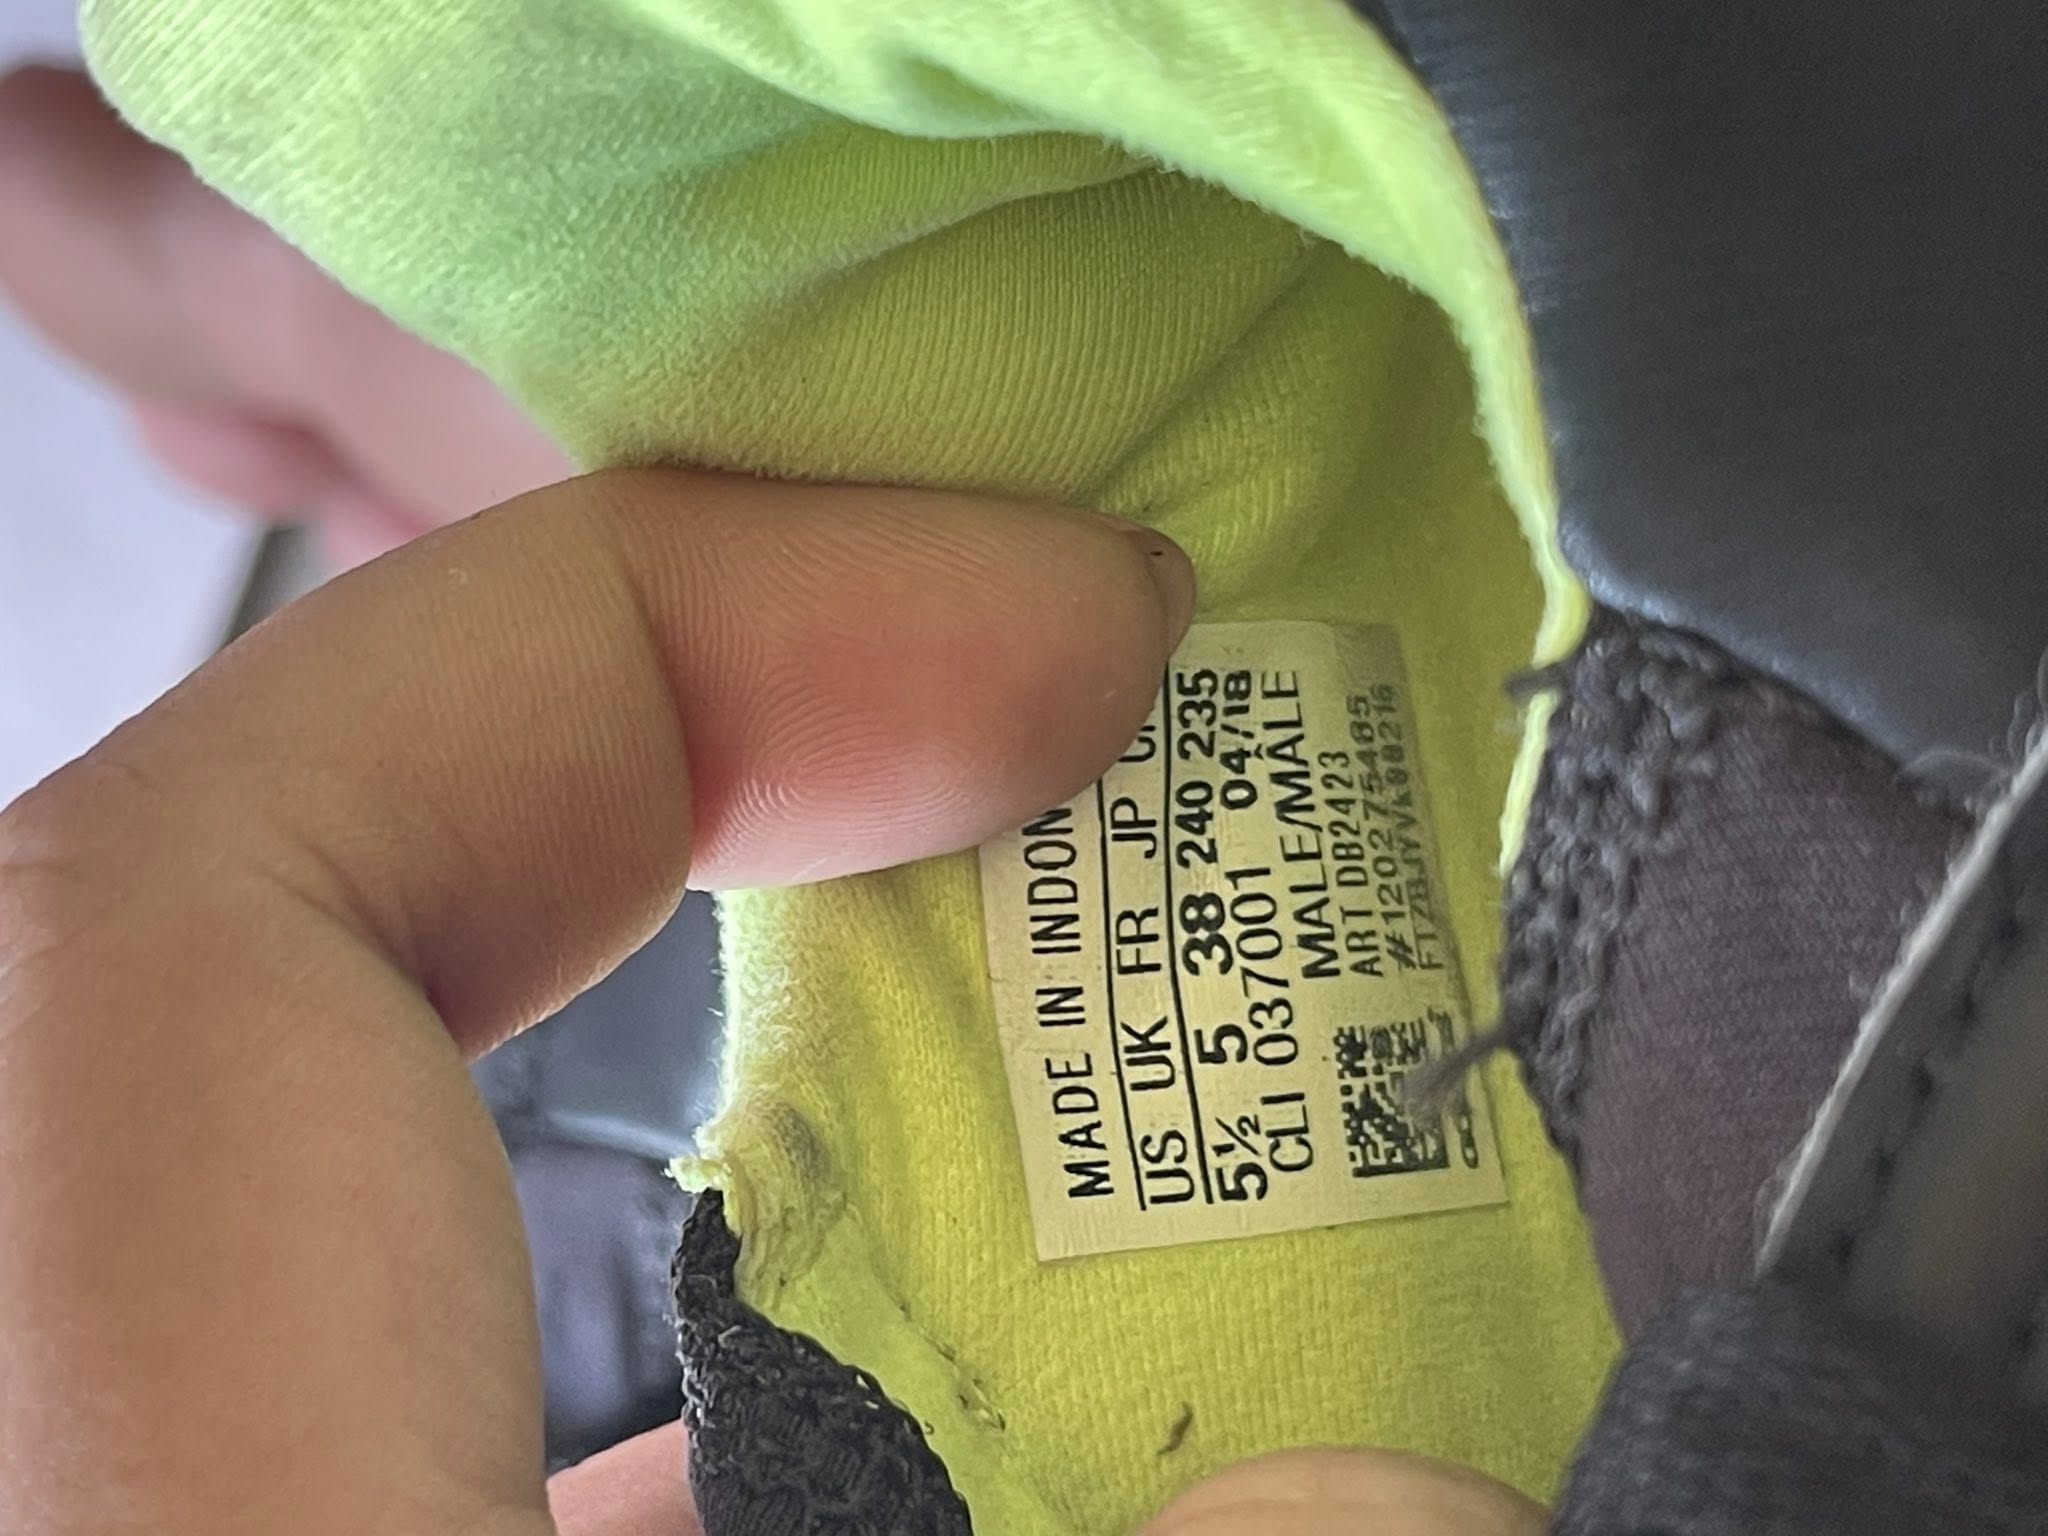 MADE IN INDON
US UK FR JP
5½ 5 38 240 235
CLI 037001 04/18
MALE/MÂLE
ART DB2423
#1202754485